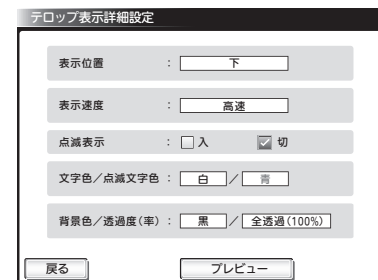 テロップ表示詳細設定
表示位置 : 下
表示速度 : 高速
点滅表示 : 入 切
文字色/点滅文字色 : 白 / 青
背景色/透過度(率) : 黒 / 全透過(100%)
戻る プレビュー